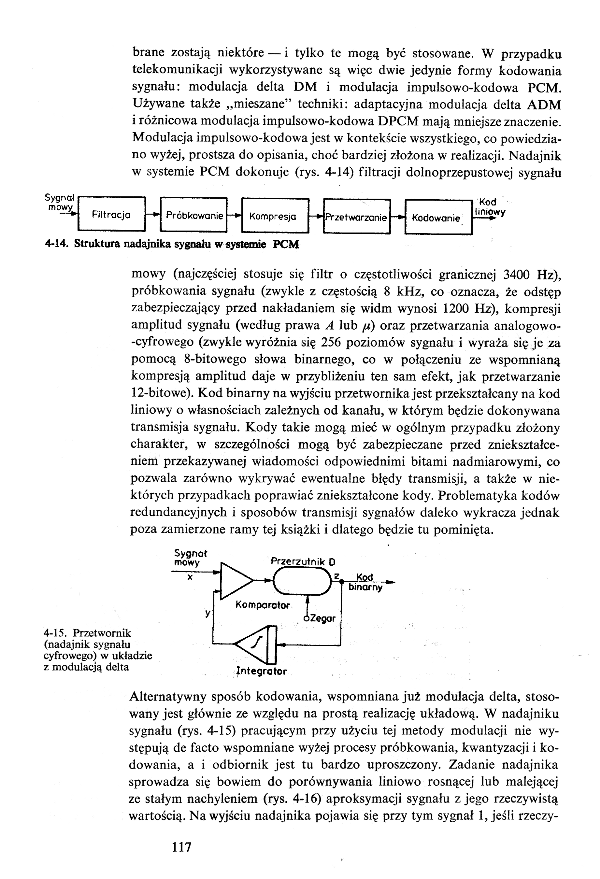 brane zostają niektóre — i tylko te mogą być stosowane. W przypadku
telekomunikacji wykorzystywane są więc dwie jedynie formy kodowania
sygnału: modulacja delta DM i modulacja impulsowo-kodowa PCM.
Używane także „mieszane” techniki: adaptacyjna modulacja delta ADM
i różnicowa modulacja impulsowo-kodowa DPCM mają mniejsze znaczenie.
Modulacja impulsowo-kodowa jest w kontekście wszystkiego, co powiedzia-
no wyżej, prostsza do opisania, choć bardziej złożona w realizacji. Nadajnik
w systemie PCM dokonuje (rys. 4-14) filtracji dolnoprzepustowej sygnału
Sygnał
mowy
Filtracja
Próbkowanie
Kompresja
Przetwarzanie
Kodowanie
Kod
liniowy
4-14. Struktura nadajnika sygnału w systemie PCM
mowy (najczęściej stosuje się filtr o częstotliwości granicznej 3400 Hz),
próbkowania sygnału (zwykle z częstością 8 kHz, co oznacza, że odstęp
zabezpieczający przed nakładaniem się widm wynosi 1200 Hz), kompresji
amplitud sygnału (według prawa A lub μ) oraz przetwarzania analogowo-
-cyfrowego (zwykle wyróżnia się 256 poziomów sygnału i wyraża się je za
pomocą 8-bitowego słowa binarnego, co w połączeniu ze wspomnianą
kompresją amplitud daje w przybliżeniu ten sam efekt, jak przetwarzanie
12-bitowe). Kod binarny na wyjściu przetwornika jest przekształcany na kod
liniowy o własnościach zależnych od kanału, w którym będzie dokonywana
transmisja sygnału. Kody takie mogą mieć w ogólnym przypadku złożony
charakter, w szczególności mogą być zabezpieczane przed zniekształce-
niem przekazywanej wiadomości odpowiednimi bitami nadmiarowymi, co
pozwala zarówno wykrywać ewentualne błędy transmisji, a także w nie-
których przypadkach poprawiać zniekształcone kody. Problematyka kodów
redundancyjnych i sposobów transmisji sygnałów daleko wykracza jednak
poza zamierzone ramy tej książki i dlatego będzie tu pominięta.
Sygnał
mowy
x
Przerzutnik D
z
Kod
binarny
Komparator
y
Zegar
Integrator
4-15. Przetwornik
(nadajnik sygnału
cyfrowego) w układzie
z modulacją delta
Alternatywny sposób kodowania, wspomniana już modulacja delta, stoso-
wany jest głównie ze względu na prostą realizację układową. W nadajniku
sygnału (rys. 4-15) pracującym przy użyciu tej metody modulacji nie wy-
stępują de facto wspomniane wyżej procesy próbkowania, kwantyzacji i ko-
dowania, a i odbiornik jest tu bardzo uproszczony. Zadanie nadajnika
sprowadza się bowiem do porównywania liniowo rosnącej lub malejącej
ze stałym nachyleniem (rys. 4-16) aproksymacji sygnału z jego rzeczywistą
wartością. Na wyjściu nadajnika pojawia się przy tym sygnał 1, jeśli rzeczy-
117